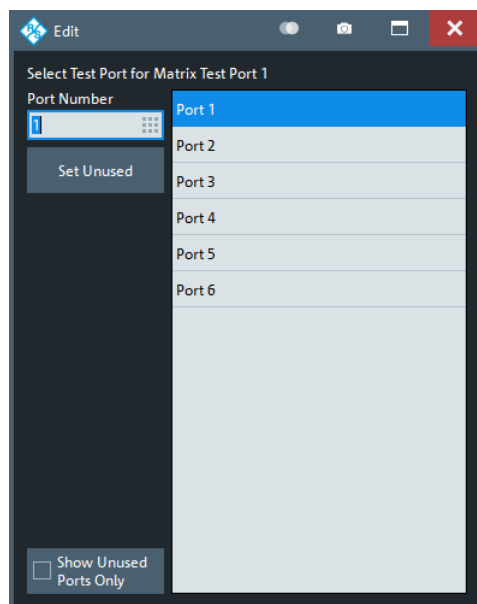 Edit
Select Test Port for Matrix Test Port 1
Port Number
1
Set Unused
Port 1
Port 2
Port 3
Port 4
Port 5
Port 6
Show Unused
Ports Only